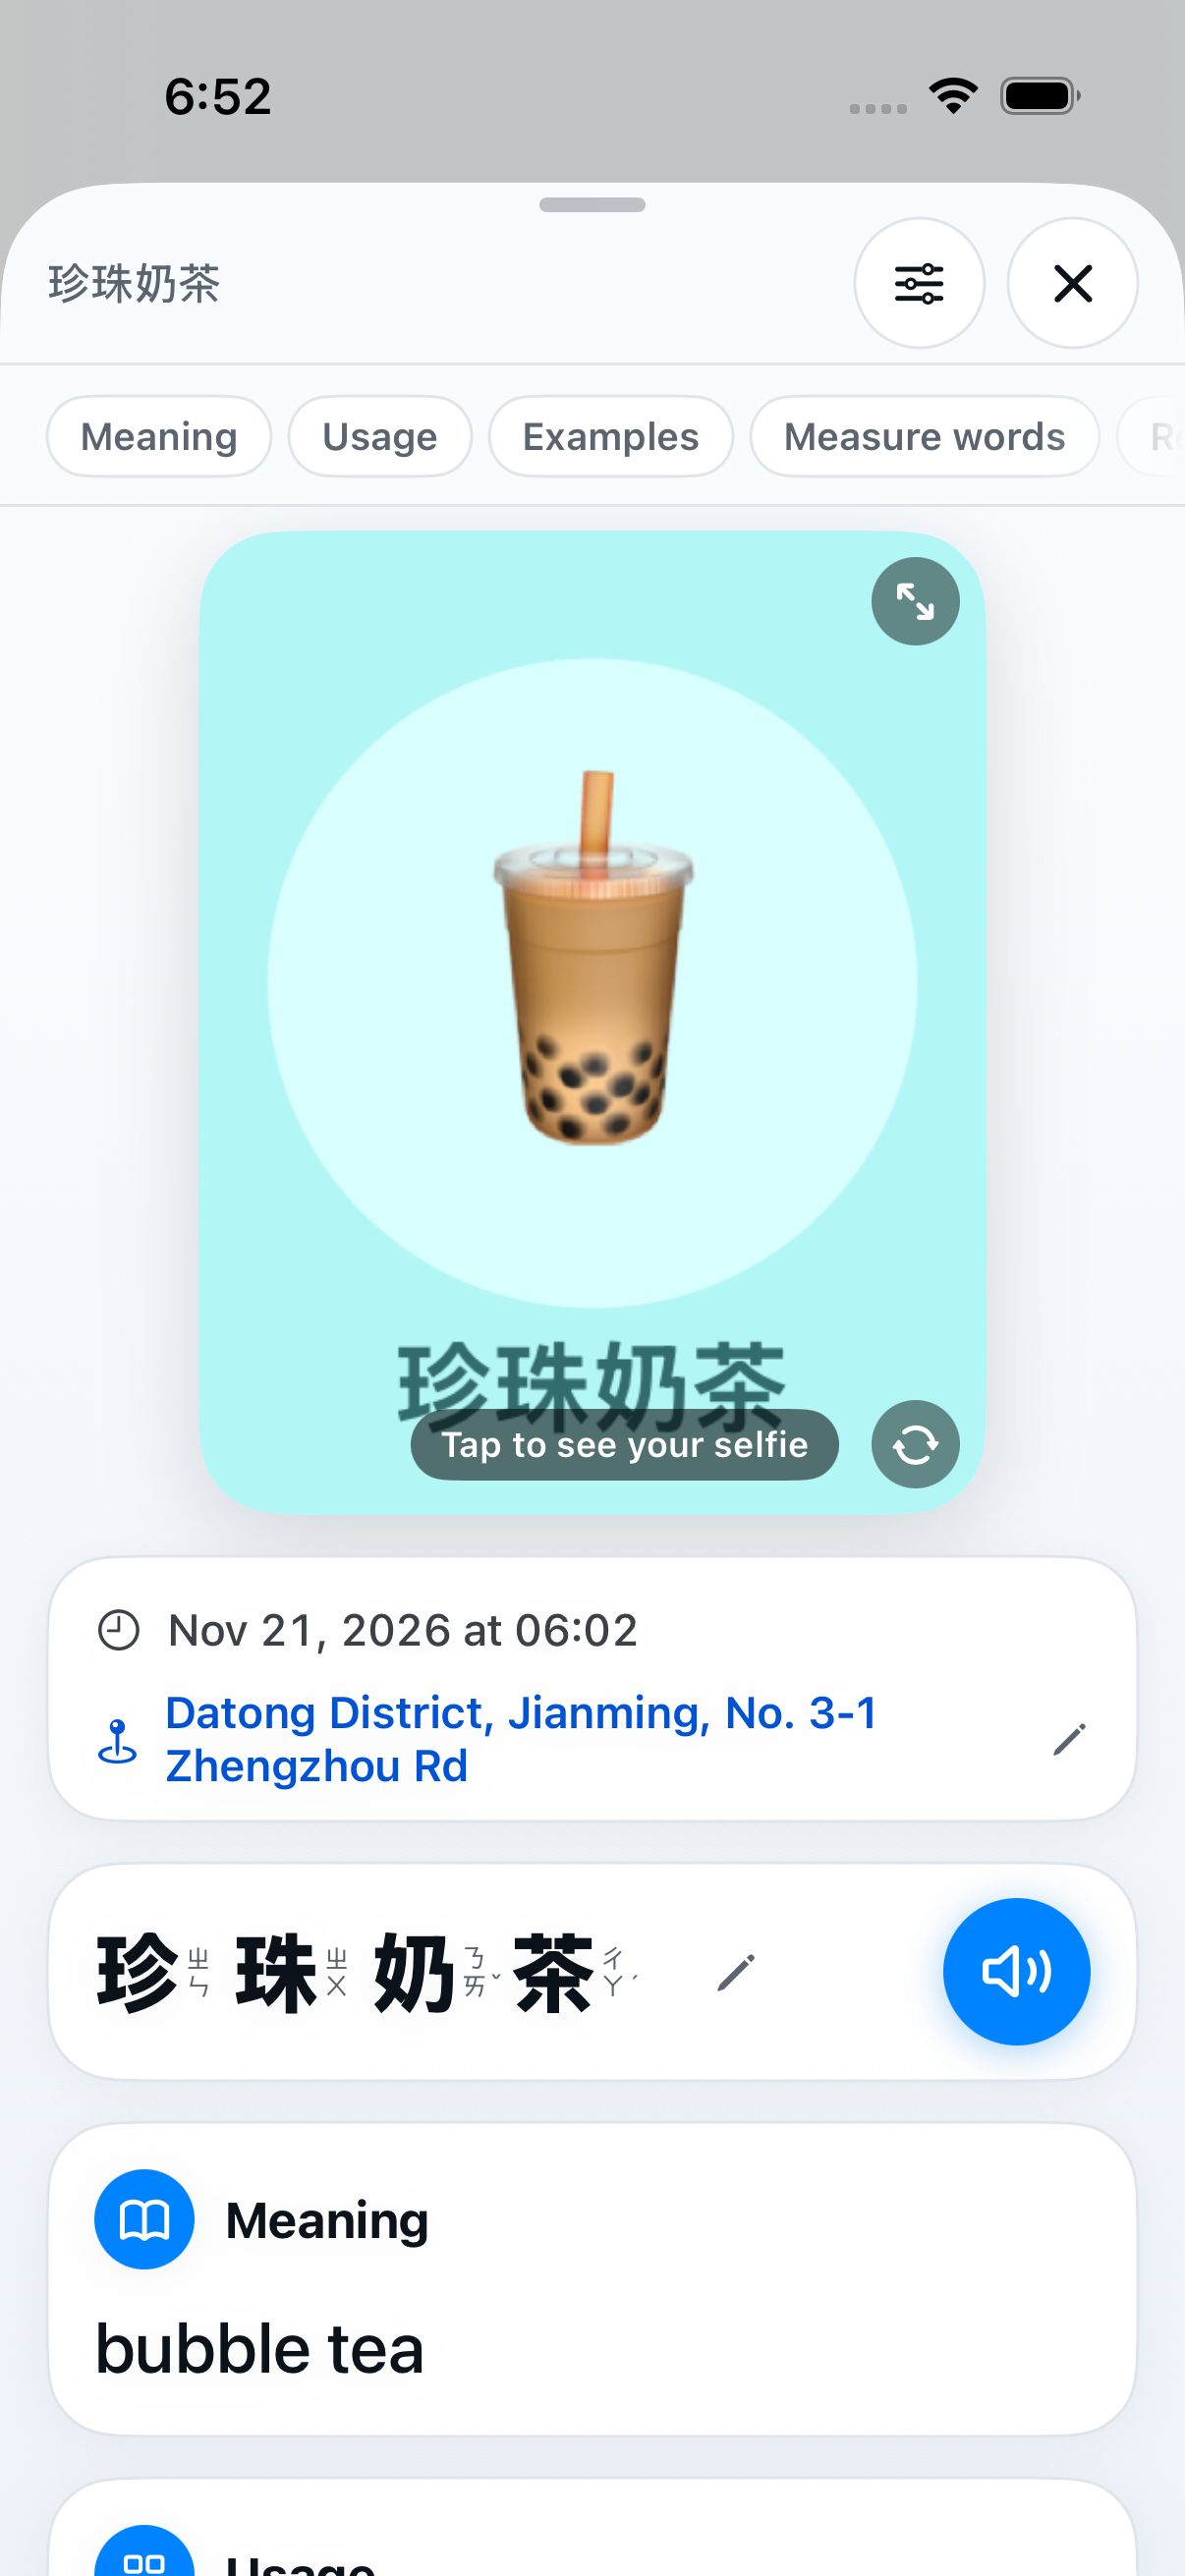 6:52
珍珠奶茶
Meaning
Usage
Examples
Measure words
珍珠奶茶
Tap to see your selfie
Nov 21, 2026 at 06:02
Datong District, Jianming, No. 3-1
Zhengzhou Rd
珍ㄓㄣ 珠ㄓㄨ 奶ㄋㄞˇ 茶ㄔㄚˊ
Meaning
bubble tea
Usage